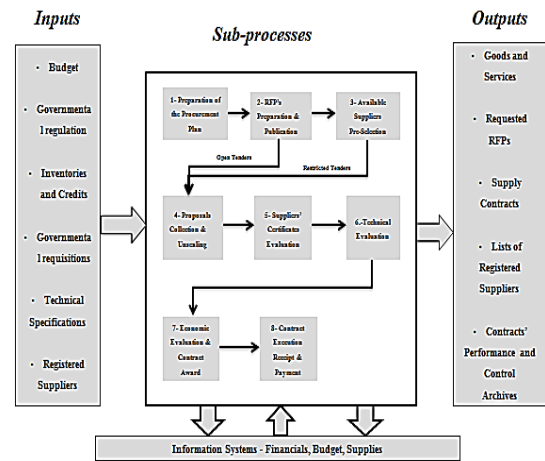 Inputs
Sub-processes
Outputs
· Budget
· Governmenta
l regulation
· Inventories
and Credits
· Governmenta
l requisitions
· Technical
Specifications
· Registered
Suppliers
1- Preparation of
the Procurement
Plan
2- RFP's
Preparation &
Publication
3- Available
Suppliers
Pre-Selection
Open Tenders
Restricted Tenders
4- Proposals
Collection &
Unsealing
5- Suppliers'
Certificates
Evaluation
6.-Technical
Evaluation
7- Economic
Evaluation &
Contract
Award
8- Contract
Execution
Receipt &
Payment
· Goods and
Services
· Requested
RFPs
· Supply
Contracts
· Lists of
Registered
Suppliers
· Contracts'
Performance and
Control
Archives
Information Systems - Financials, Budget, Supplies